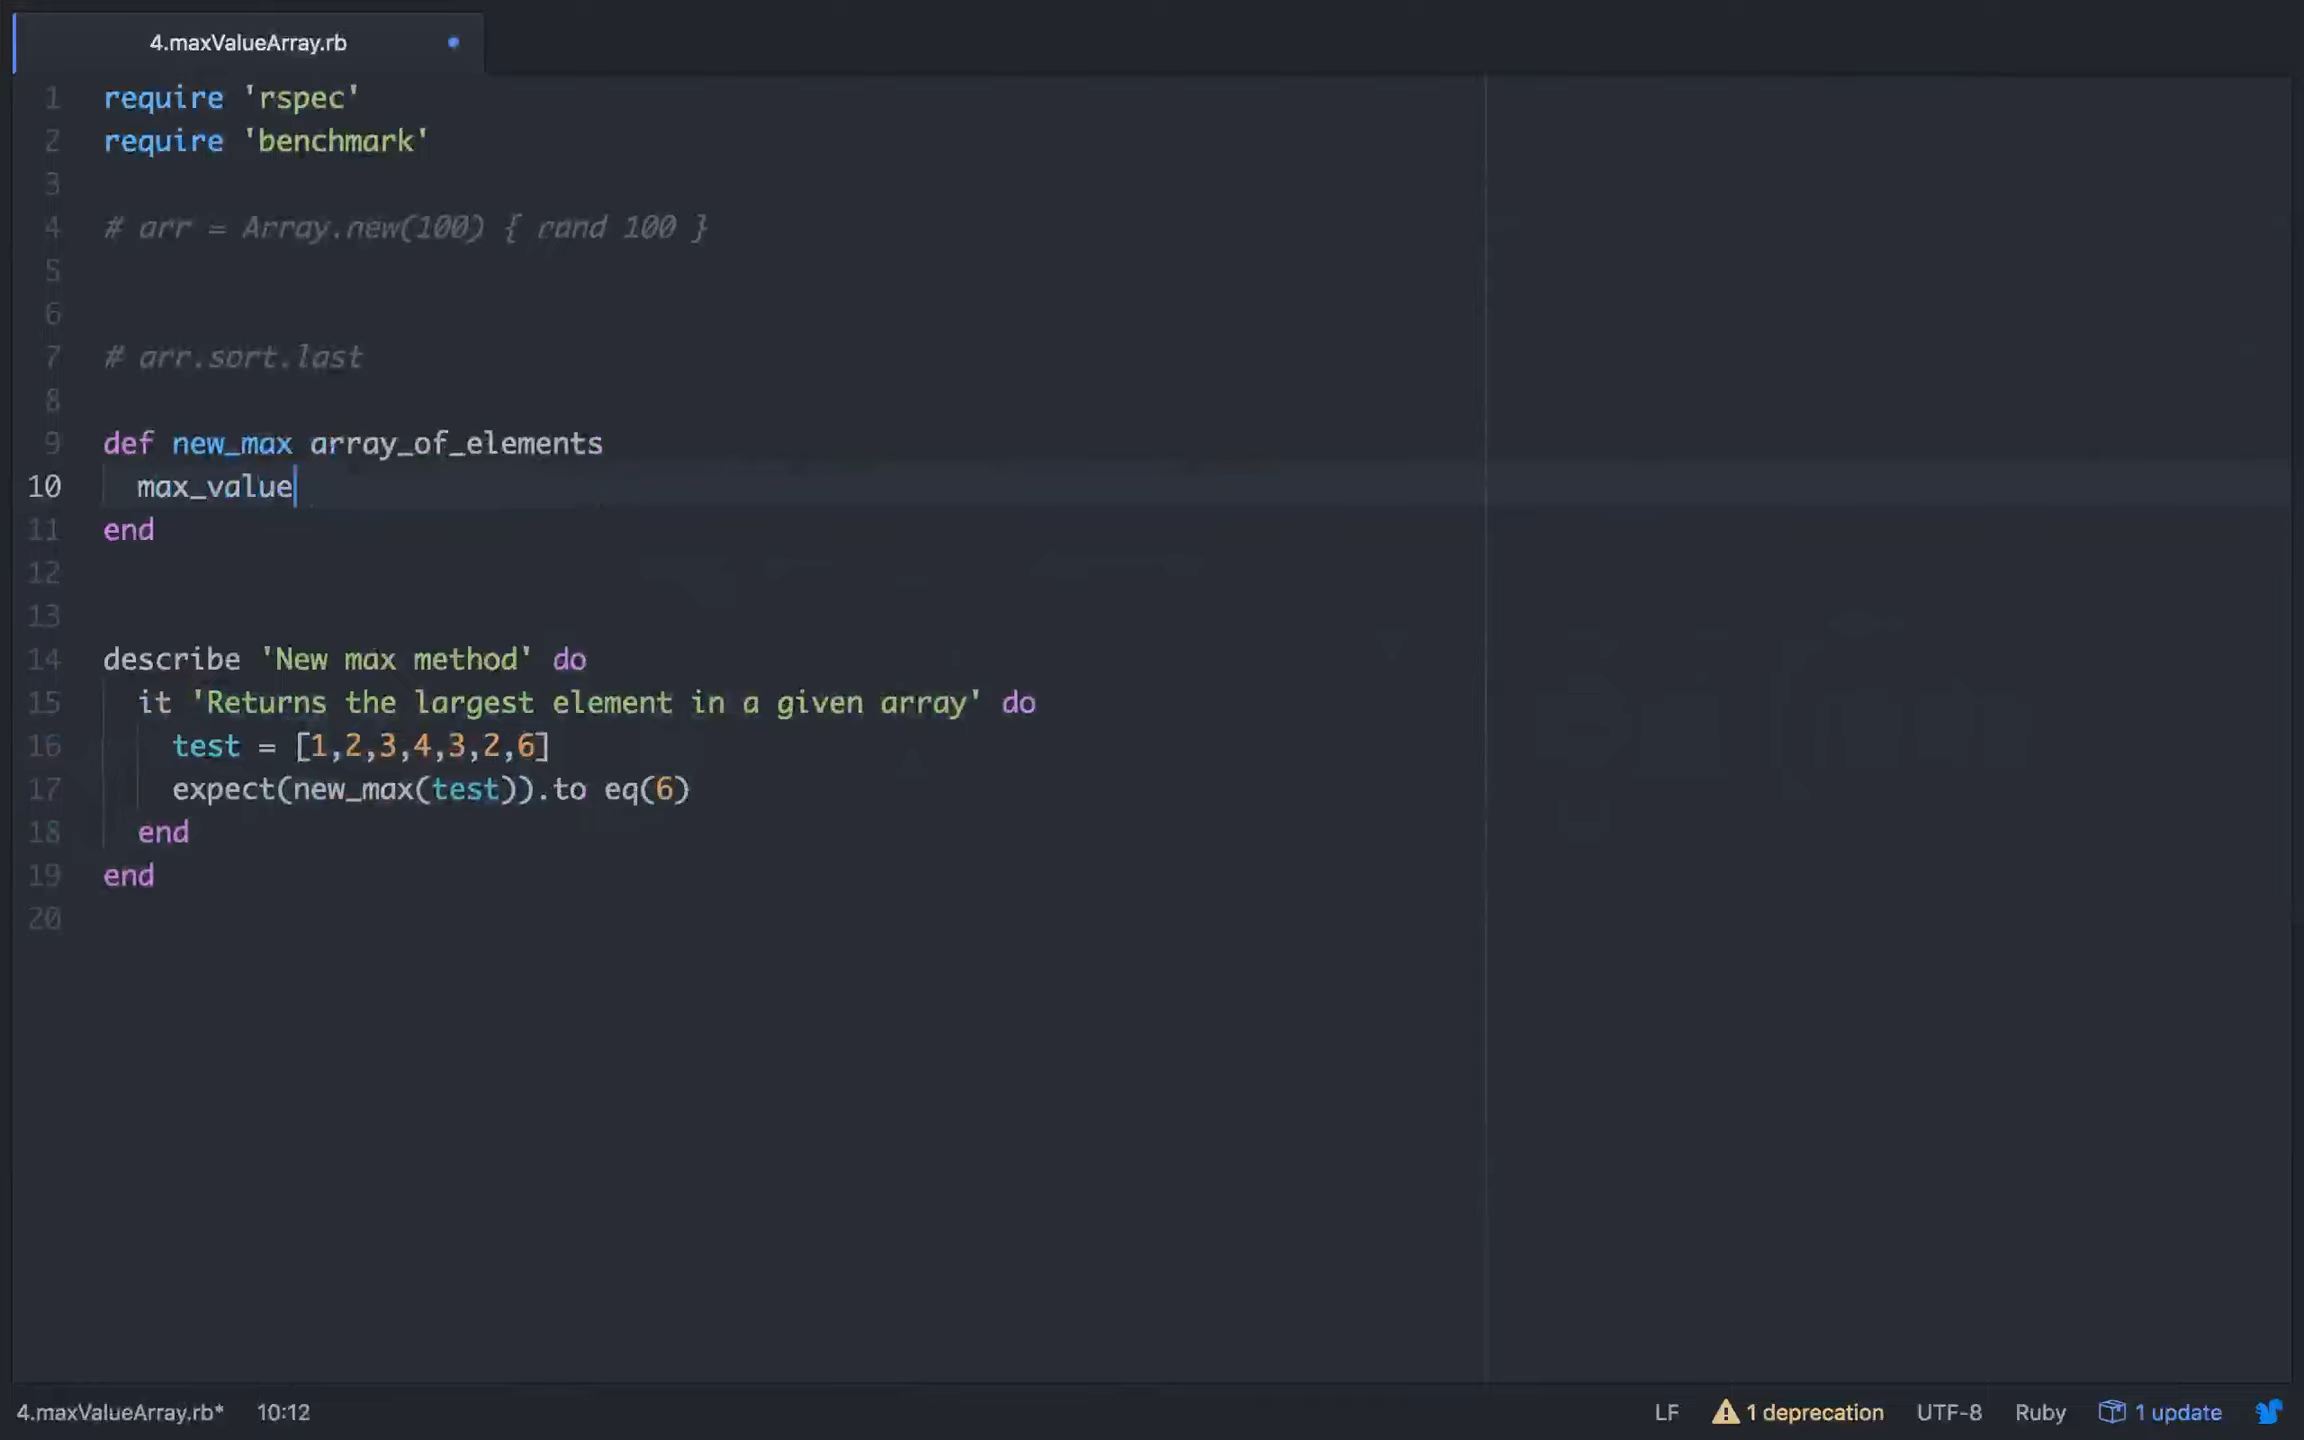 4.maxValueArray.rb
1 require 'rspec'
2 require 'benchmark'
3
4 # arr = Array.new(100) { rand 100 }
5
6
7 # arr.sort.last
8
9 def new_max array_of_elements
10   max_value
11 end
12
13
14 describe 'New max method' do
15   it 'Returns the largest element in a given array' do
16     test = [1,2,3,4,3,2,6]
17     expect(new_max(test)).to eq(6)
18   end
19 end
20
4.maxValueArray.rb* 10:12 LF 1 deprecation UTF-8 Ruby 1 update